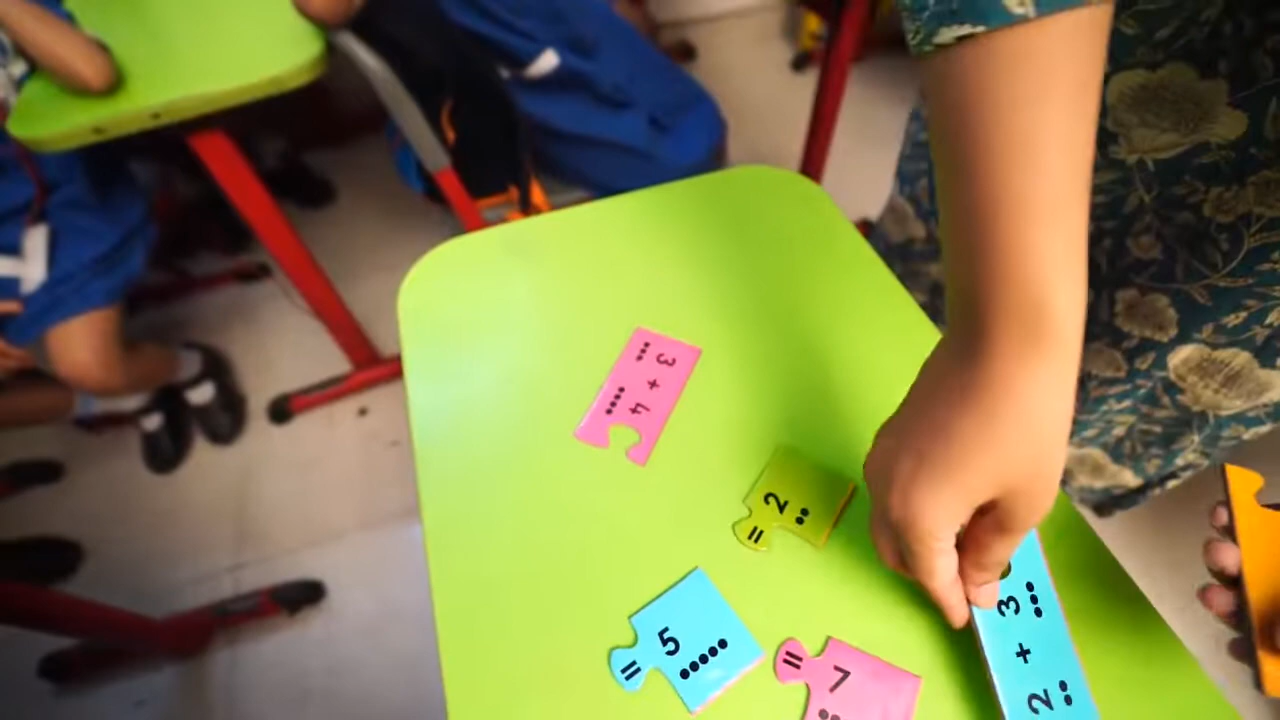 3 + 4
= 2
= 5
= 7
2 + 3